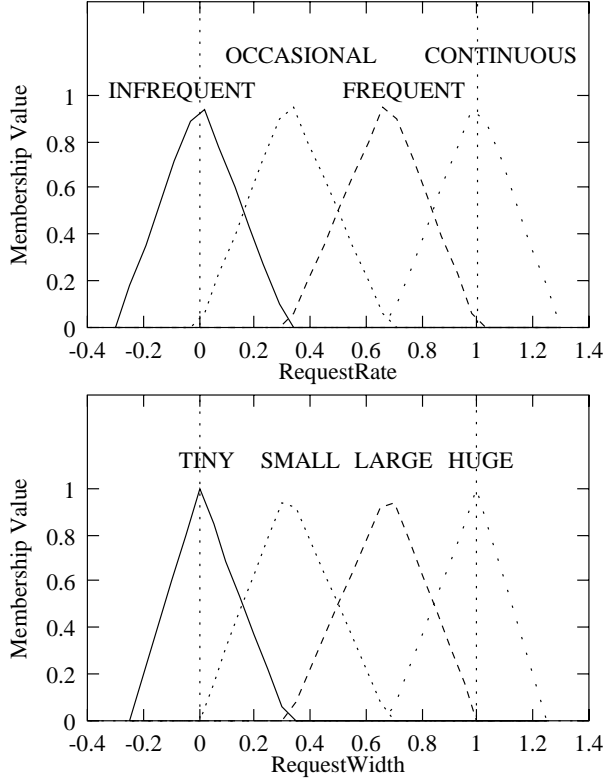 OCCASIONAL CONTINUOUS
INFREQUENT FREQUENT
1
0.8
0.6
0.4
0.2
0
Membership Value
-0.4 -0.2 0 0.2 0.4 0.6 0.8 1 1.2 1.4
RequestRate
TINY SMALL LARGE HUGE
1
0.8
0.6
0.4
0.2
0
Membership Value
-0.4 -0.2 0 0.2 0.4 0.6 0.8 1 1.2 1.4
RequestWidth